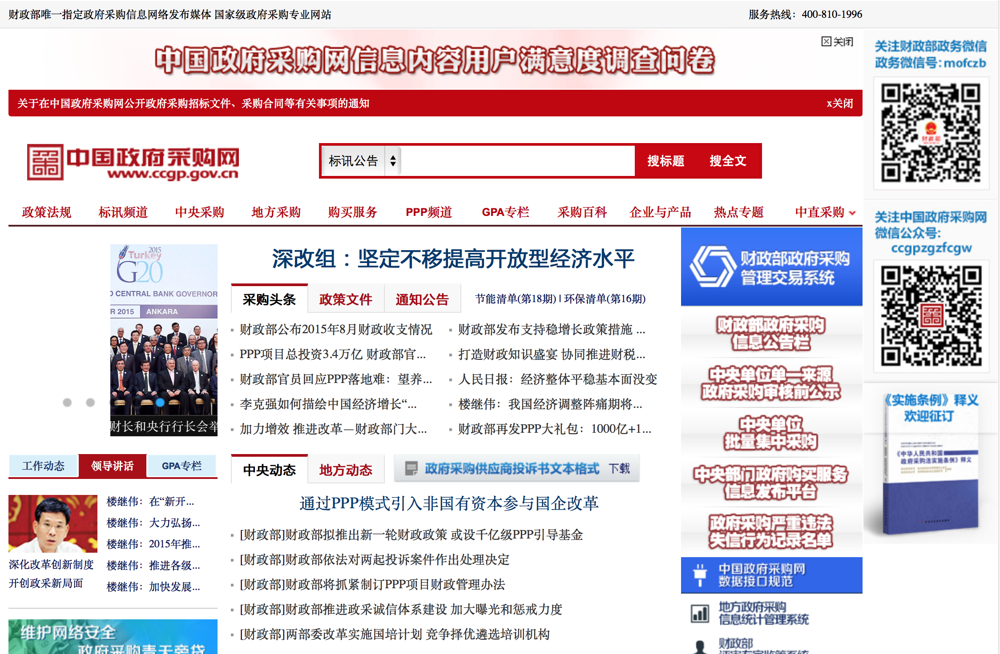 财政部唯一指定政府采购信息网络发布媒体 国家级政府采购专业网站
服务热线：400-810-1996
中国政府采购网信息内容用户满意度调查问卷
关闭
关于在中国政府采购网公开政府采购招标文件、采购合同等有关事项的通知
x关闭
中国政府采购网
www.ccgp.gov.cn
标讯公告
搜标题
搜全文
政策法规 标讯频道 中央采购 地方采购 购买服务 PPP频道 GPA专栏 采购百科 企业与产品 热点专题 中直采购
2015
Turkey
G20
CENTRAL BANK GOVERNOR
R 2015 ANKARA
财长和央行行长会举
深改组：坚定不移提高开放型经济水平
采购头条 政策文件 通知公告
节能清单(第18期) | 环保清单(第16期)
财政部公布2015年8月财政收支情况
财政部发布支持稳增长政策措施 ...
PPP项目总投资3.4万亿 财政部官...
打造财政知识盛宴 协同推进财税...
财政部官员回应PPP落地难：望养...
人民日报：经济整体平稳基本面没变
李克强如何描绘中国经济增长“...
楼继伟：我国经济调整阵痛期将...
加力增效 推进改革—财政部门大...
财政部再发PPP大礼包：1000亿+1...
工作动态 领导讲话 GPA专栏
深化改革创新制度
开创政采新局面
楼继伟：在“新开...
楼继伟：大力弘扬...
楼继伟：2015年推...
楼继伟：推进各级...
楼继伟：加快发展...
维护网络安全
政府采购责无旁贷
中央动态 地方动态
政府采购供应商投诉书文本格式 下载
通过PPP模式引入非国有资本参与国企改革
[财政部]财政部拟推出新一轮财政政策 或设千亿级PPP引导基金
[财政部]财政部依法对两起投诉案件作出处理决定
[财政部]财政部将抓紧制订PPP项目财政管理办法
[财政部]财政部推进政采诚信体系建设 加大曝光和惩戒力度
[财政部]两部委改革实施国培计划 竞争择优遴选培训机构
财政部政府采购
管理交易系统
财政部政府采购
信息公告栏
中央单位单一来源
政府采购审核前公示
中央单位
批量集中采购
中央部门政府购买服务
信息发布平台
政府采购严重违法
失信行为记录名单
中国政府采购网
数据接口规范
地方政府采购
信息统计管理系统
财政部
关注财政部政务微信
政务微信号：mofczb
财政部
关注中国政府采购网
微信公众号：
ccgpzgzfcgw
《实施条例》释义
欢迎征订
《中华人民共和国
政府采购法实施条例》释义